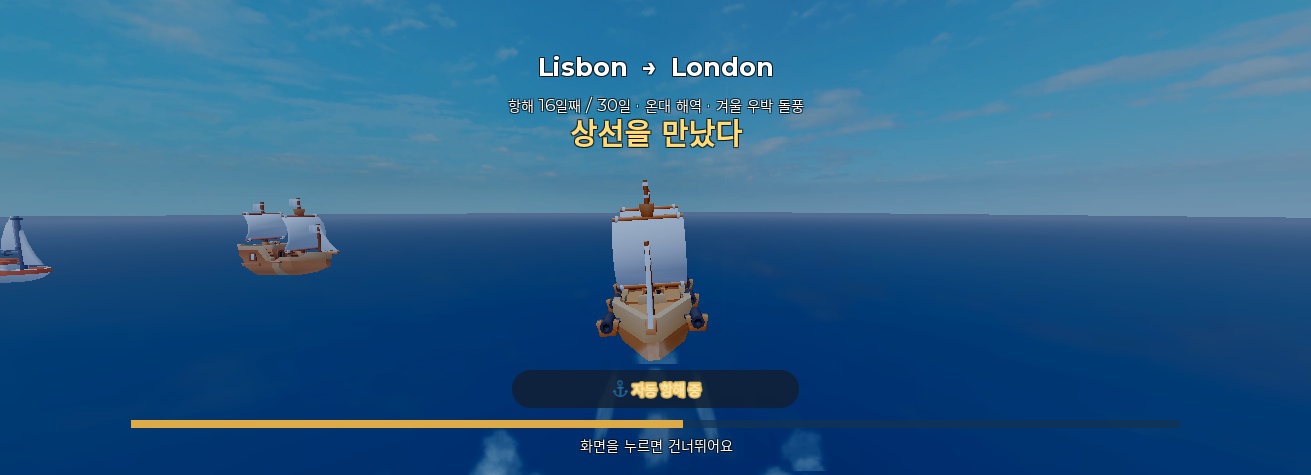 Lisbon → London
항해 16일째 / 30일 · 온대 해역 · 겨울 우박 돌풍
상선을 만났다
⚓ 자동 항해 중
화면을 누르면 건너뛰어요